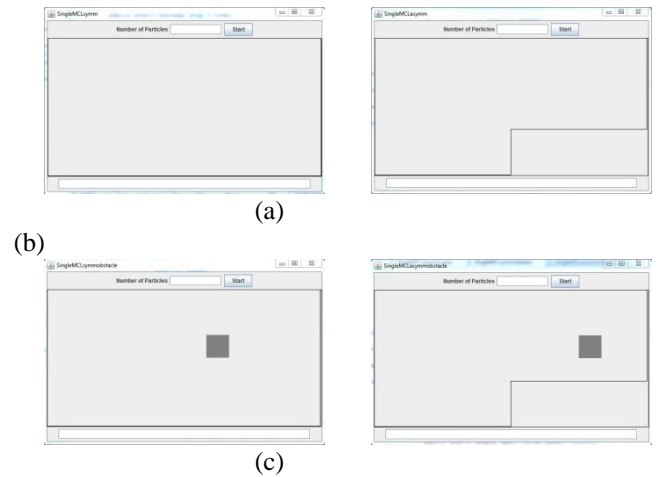 SingleMCLsymm
Number of Particles
Start
SingleMCLasymm
Number of Particles
Start
(a)
(b)
SingleMCLsymmobstacle
Number of Particles
Start
SingleMCLasymmobstacle
Number of Particles
Start
(c)